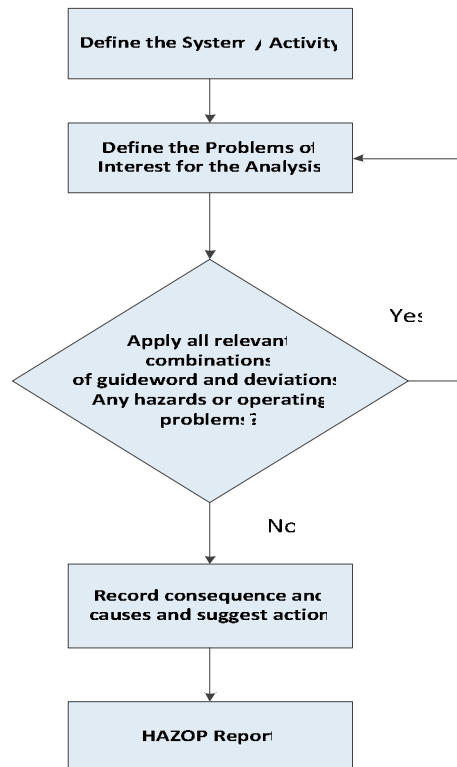 Define the System / Activity
Define the Problems of
Interest for the Analysis
Yes
Apply all relevant
combinations
of guideword and deviations
Any hazards or operating
problems?
No
Record consequence and
causes and suggest action
HAZOP Report